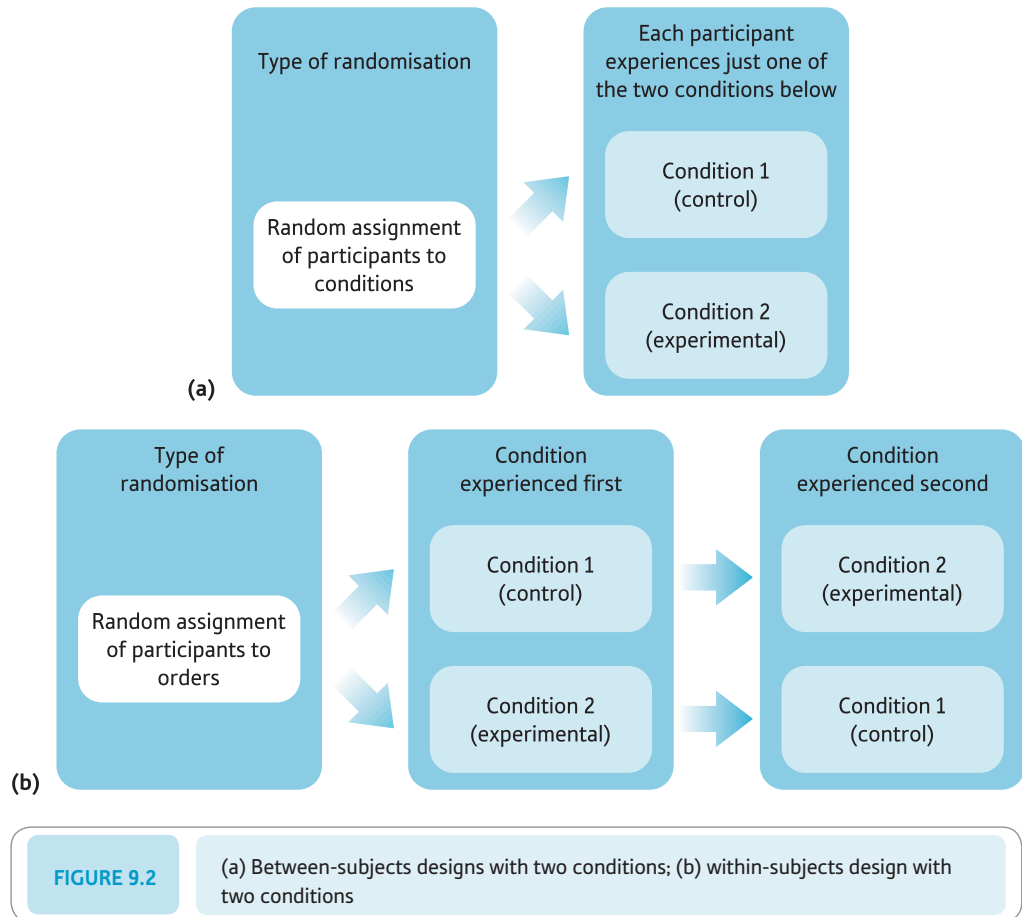 Type of randomisation
Random assignment
of participants to
conditions
Each participant
experiences just one of
the two conditions below
Condition 1
(control)
Condition 2
(experimental)
(a)
Type of
randomisation
Random assignment
of participants to
orders
Condition
experienced first
Condition 1
(control)
Condition 2
(experimental)
Condition
experienced second
Condition 2
(experimental)
Condition 1
(control)
(b)
FIGURE 9.2
(a) Between-subjects designs with two conditions; (b) within-subjects design with
two conditions